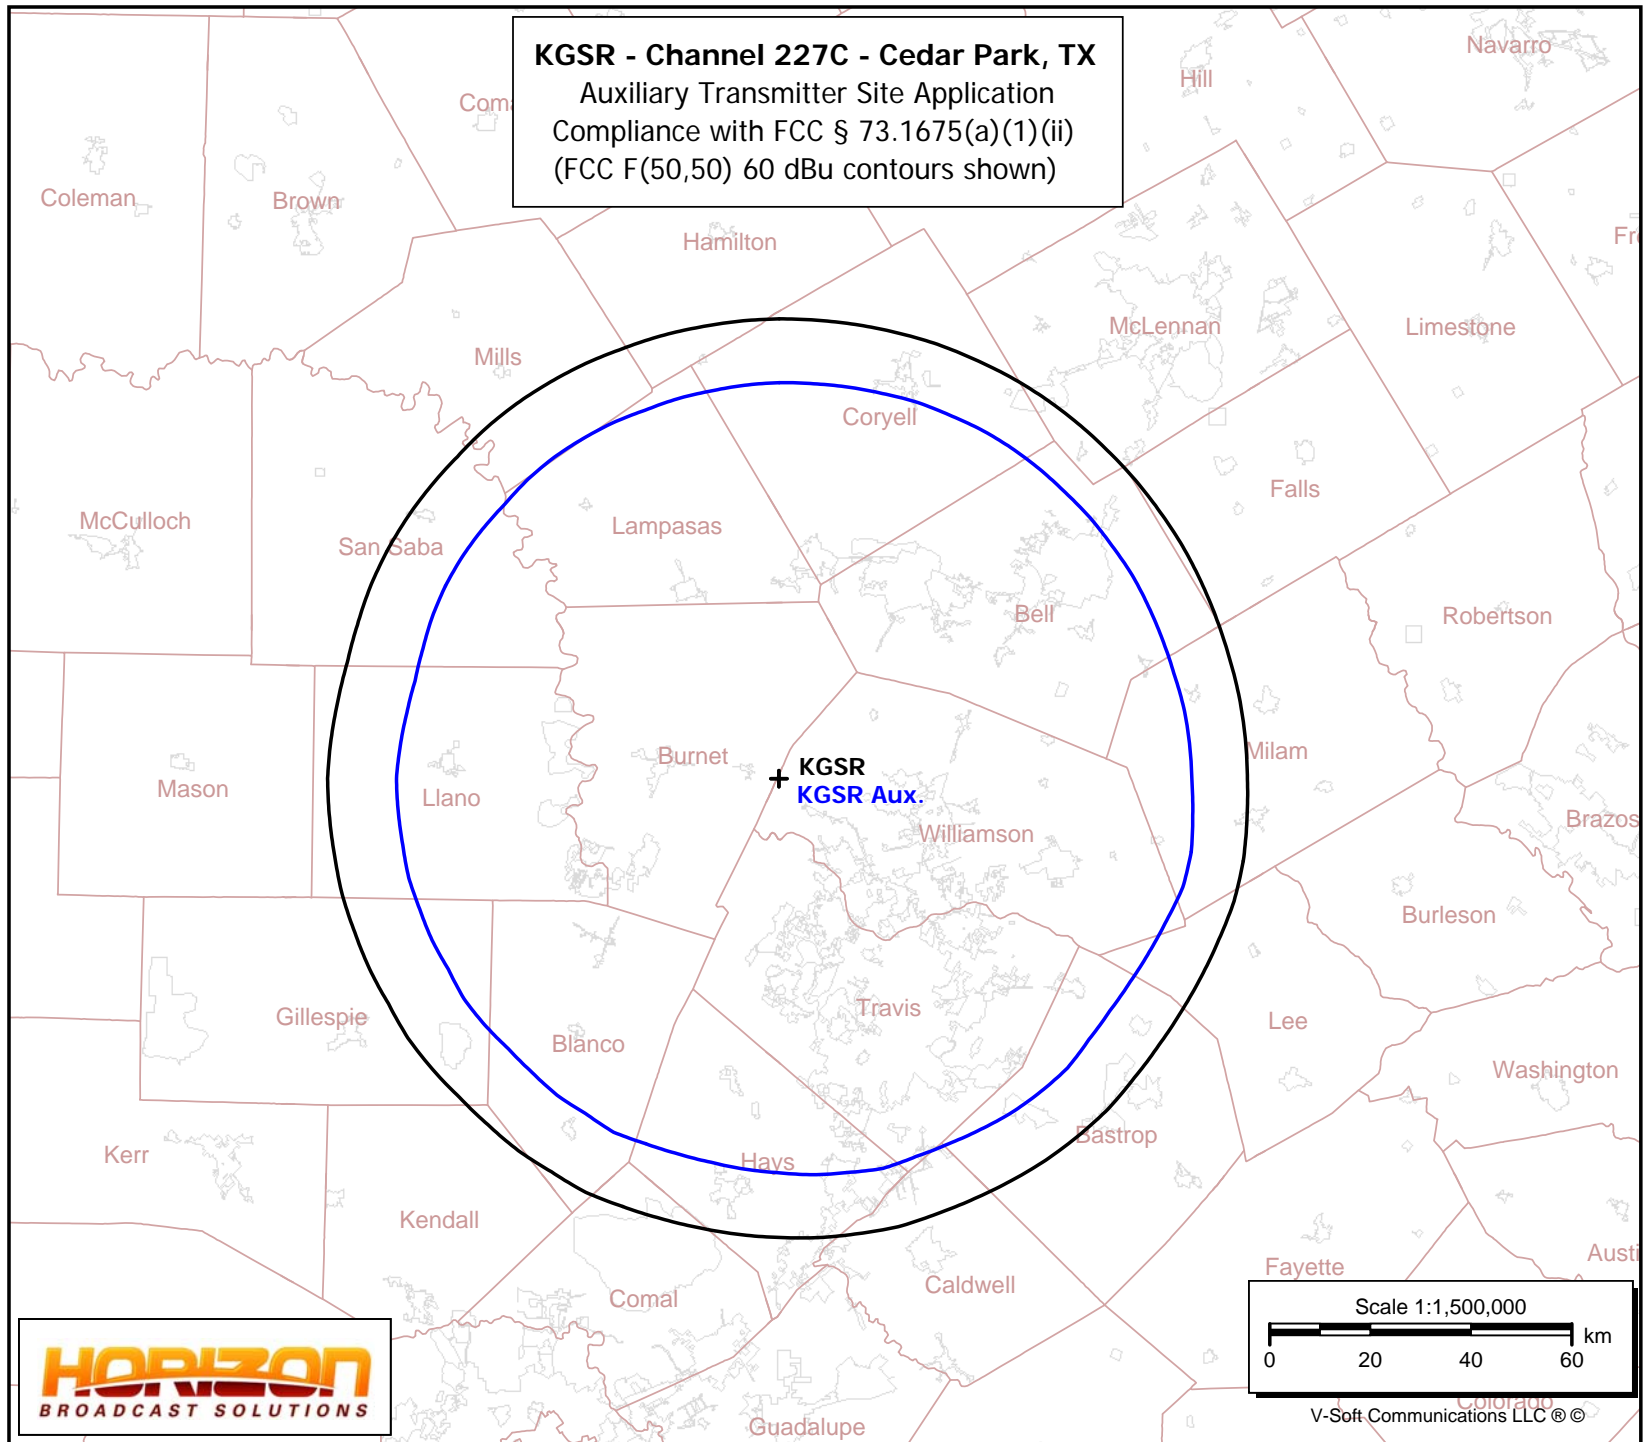 KGSR - Channel 227C - Cedar Park, TX
Auxiliary Transmitter Site Application
Compliance with FCC § 73.1675(a)(1)(ii)
(FCC F(50,50) 60 dBu contours shown)
Navarro
Hill
Coma
Coleman
Brown
Hamilton
Fre
McLennan
Limestone
Mills
Coryell
Falls
McCulloch
San Saba
Lampasas
Bell
Robertson
Burnet
Milam
KGSR
KGSR Aux.
Mason
Llano
Williamson
Brazos
Burleson
Travis
Gillespie
Blanco
Lee
Washington
Bastrop
Kerr
Hays
Kendall
Austi
Fayette
Caldwell
Comal
Scale 1:1,500,000
km
0 20 40 60
Colorado
V-Soft Communications LLC ® ©
HORIZON
BROADCAST SOLUTIONS
Guadalupe